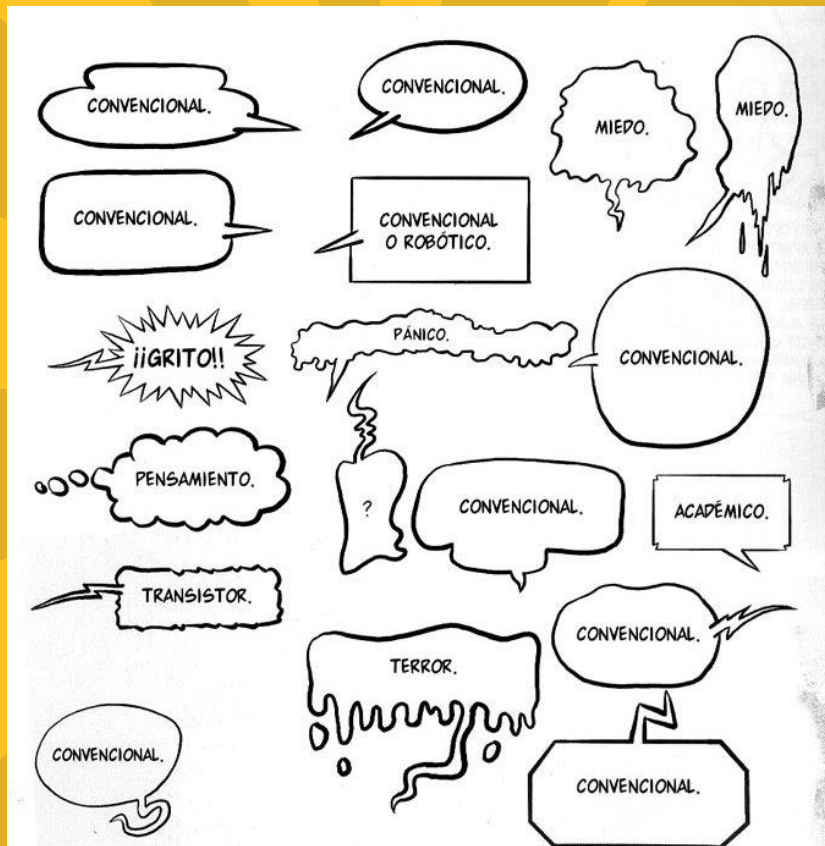 CONVENCIONAL.
CONVENCIONAL.
MIEDO.
MIEDO.
CONVENCIONAL.
CONVENCIONAL
O ROBÓTICO.
¡¡GRITO!!
PÁNICO.
CONVENCIONAL.
PENSAMIENTO.
?
CONVENCIONAL.
ACADÉMICO.
TRANSISTOR.
TERROR.
CONVENCIONAL.
CONVENCIONAL.
CONVENCIONAL.